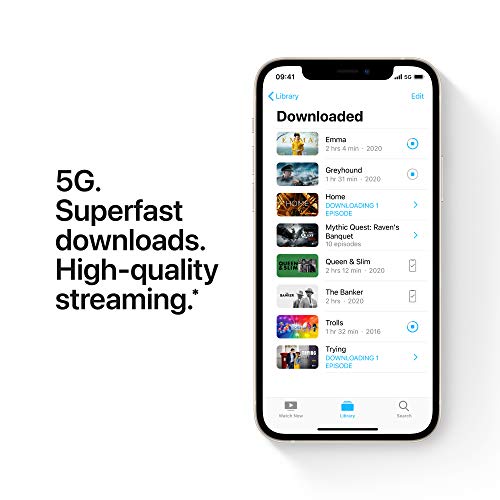 5G.
Superfast
downloads.
High-quality
streaming.*
09:41
5G
Library
Edit
Downloaded
EMMA
Emma
2 hrs 4 min · 2020
Greyhound
1 hr 31 min · 2020
HOME
Home
DOWNLOADING 1
EPISODE
Mythic Quest: Raven's
Banquet
10 episodes
QUEEN
& SLIM
Queen & Slim
2 hrs 12 min · 2020
BANKER
The Banker
2 hrs · 2020
Trolls
1 hr 32 min · 2016
TRYING
Trying
DOWNLOADING 1
EPISODE
Watch Now
Library
Search